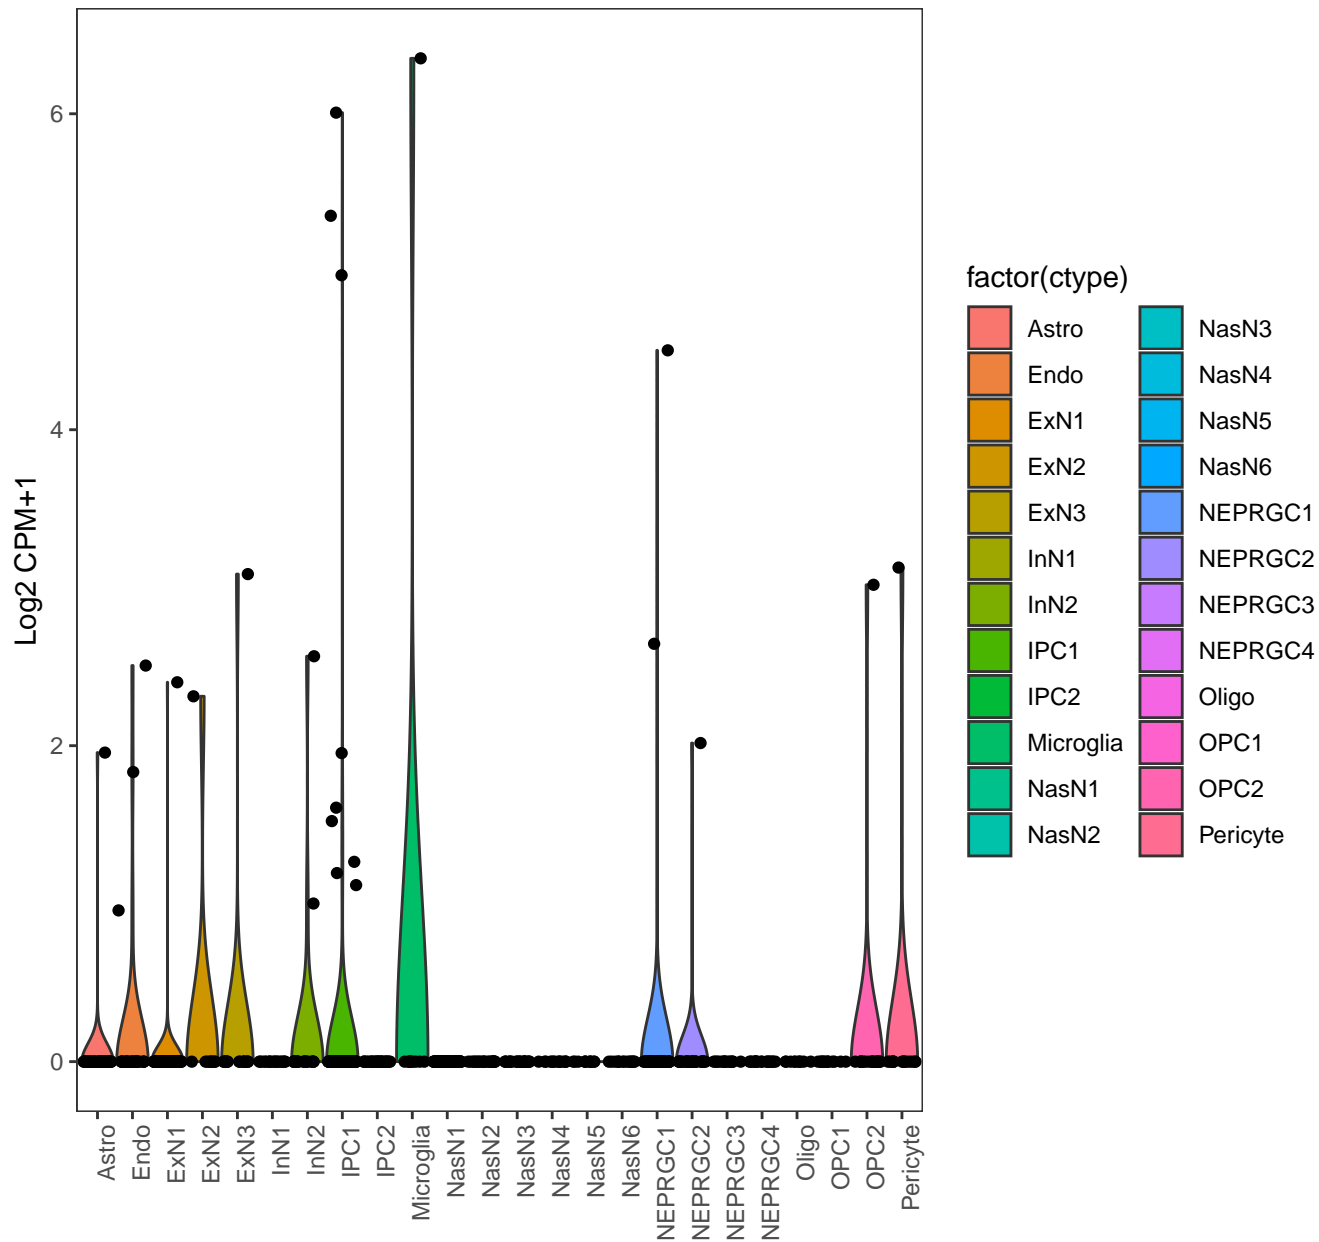 6
4
2
0
Log2 CPM+1
Astro
Endo
ExN1
ExN2
ExN3
InN1
InN2
IPC1
IPC2
Microglia
NasN1
NasN2
NasN3
NasN4
NasN5
NasN6
NEPRGC1
NEPRGC2
NEPRGC3
NEPRGC4
Oligo
OPC1
OPC2
Pericyte
factor(ctype)
Astro
Endo
ExN1
ExN2
ExN3
InN1
InN2
IPC1
IPC2
Microglia
NasN1
NasN2
NasN3
NasN4
NasN5
NasN6
NEPRGC1
NEPRGC2
NEPRGC3
NEPRGC4
Oligo
OPC1
OPC2
Pericyte